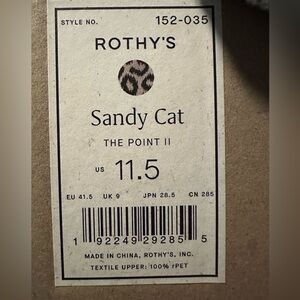 STYLE NO. 152-035
ROTHY'S
Sandy Cat
THE POINT II
US 11.5
EU 41.5 UK 9 JPN 28.5 CN 285
1 92249 29285 5
MADE IN CHINA, ROTHY'S, INC.
TEXTILE UPPER: 100% rPET